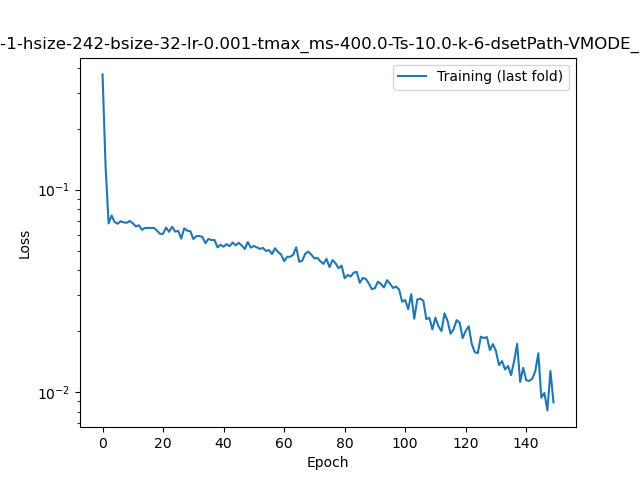 -1-hsize-242-bsize-32-lr-0.001-tmax_ms-400.0-Ts-10.0-k-6-dsetPath-VMODE_
Training (last fold)
10⁻¹
10⁻²
Loss
0 20 40 60 80 100 120 140
Epoch